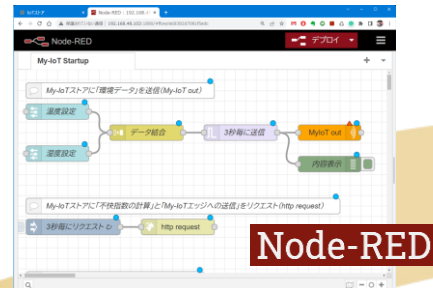 Node-RED
デプロイ
My-IoT Startup
My-IoTストアに「環境データ」を送信(My-IoT out)
温度設定
データ結合
3秒毎に送信
MyIoT out
湿度設定
内容表示
My-IoTストアに「不快指数の計算」と「My-IoTエッジへの送信」をリクエスト(http request)
3秒毎にリクエスト
http request
Node-RED